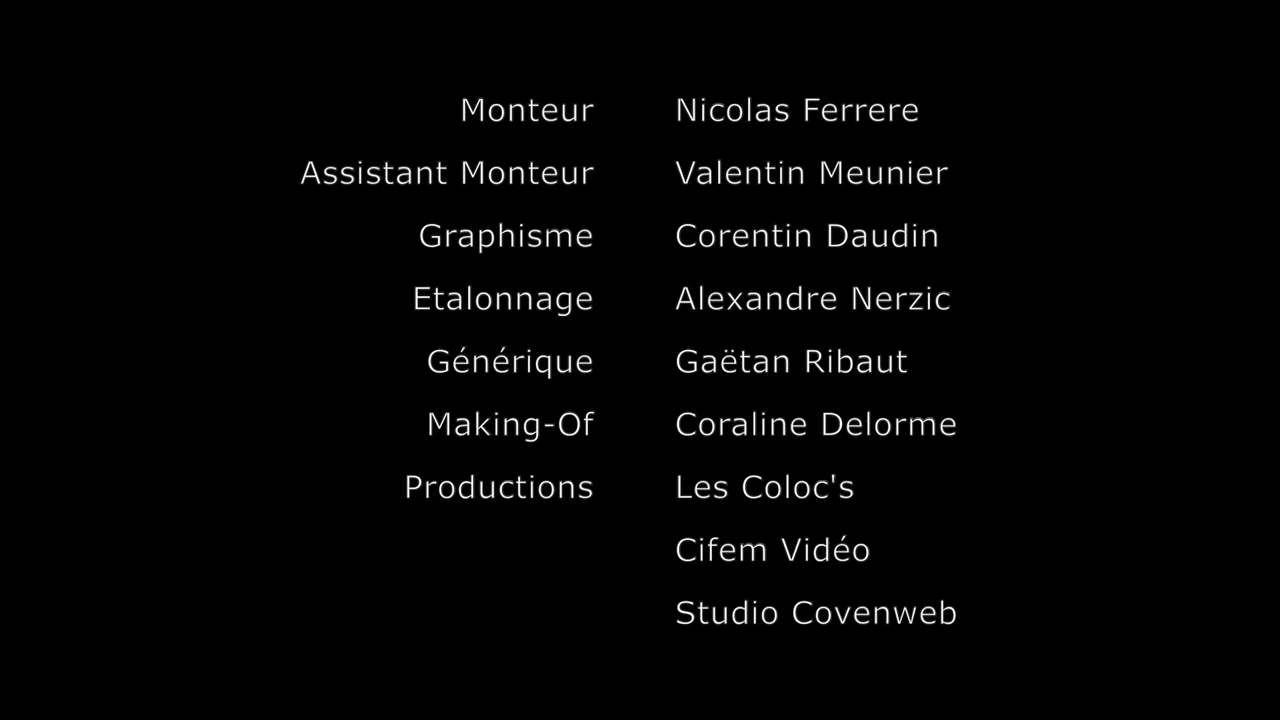 Monteur Nicolas Ferrere
Assistant Monteur Valentin Meunier
Graphisme Corentin Daudin
Etalonnage Alexandre Nerzic
Générique Gaëtan Ribaut
Making-Of Coraline Delorme
Productions Les Coloc's
Cifem Vidéo
Studio Covenweb